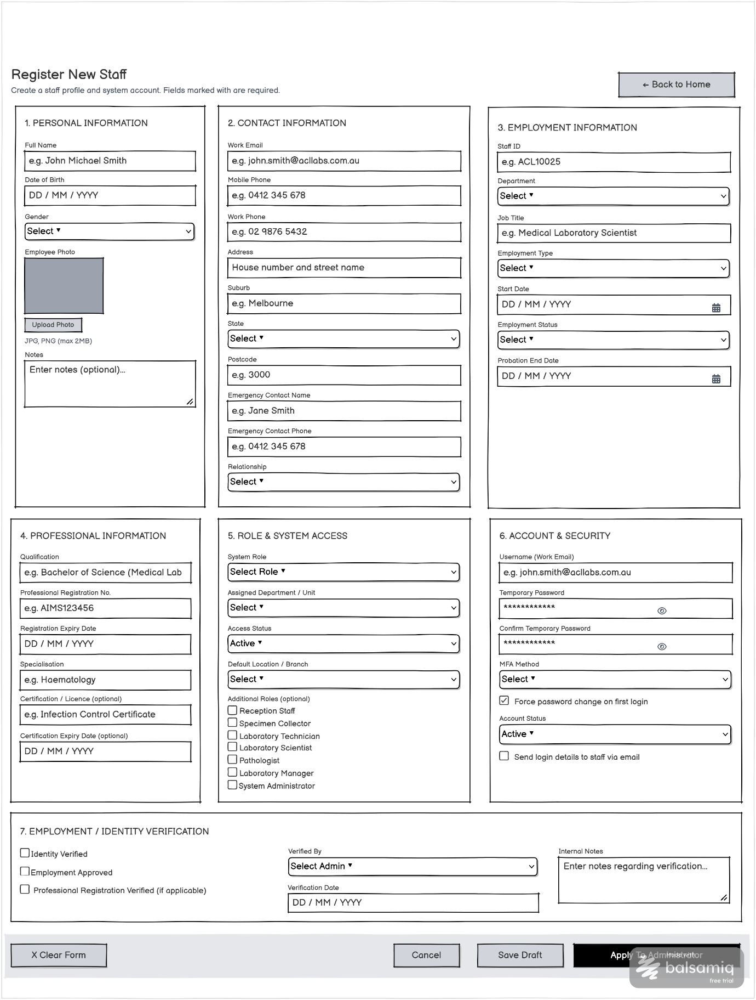 Register New Staff
Create a staff profile and system account. Fields marked with are required.
← Back to Home
1. PERSONAL INFORMATION
Full Name
e.g. John Michael Smith
Date of Birth
DD / MM / YYYY
Gender
Select ▼
Employee Photo
Upload Photo
JPG, PNG (max 2MB)
Notes
Enter notes (optional)...
2. CONTACT INFORMATION
Work Email
e.g. john.smith@acllabs.com.au
Mobile Phone
e.g. 0412 345 678
Work Phone
e.g. 02 9876 5432
Address
House number and street name
Suburb
e.g. Melbourne
State
Select ▼
Postcode
e.g. 3000
Emergency Contact Name
e.g. Jane Smith
Emergency Contact Phone
e.g. 0412 345 678
Relationship
Select ▼
3. EMPLOYMENT INFORMATION
Staff ID
e.g. ACL10025
Department
Select ▼
Job Title
e.g. Medical Laboratory Scientist
Employment Type
Select ▼
Start Date
DD / MM / YYYY
Employment Status
Select ▼
Probation End Date
DD / MM / YYYY
4. PROFESSIONAL INFORMATION
Qualification
e.g. Bachelor of Science (Medical Lab
Professional Registration No.
e.g. AIMS123456
Registration Expiry Date
DD / MM / YYYY
Specialisation
e.g. Haematology
Certification / Licence (optional)
e.g. Infection Control Certificate
Certification Expiry Date (optional)
DD / MM / YYYY
5. ROLE & SYSTEM ACCESS
System Role
Select Role ▼
Assigned Department / Unit
Select ▼
Access Status
Active ▼
Default Location / Branch
Select ▼
Additional Roles (optional)
Reception Staff
Specimen Collector
Laboratory Technician
Laboratory Scientist
Pathologist
Laboratory Manager
System Administrator
6. ACCOUNT & SECURITY
Username (Work Email)
e.g. john.smith@acllabs.com.au
Temporary Password
************
Confirm Temporary Password
************
MFA Method
Select ▼
Force password change on first login
Account Status
Active ▼
Send login details to staff via email
7. EMPLOYMENT / IDENTITY VERIFICATION
Identity Verified
Employment Approved
Professional Registration Verified (if applicable)
Verified By
Select Admin ▼
Verification Date
DD / MM / YYYY
Internal Notes
Enter notes regarding verification...
X Clear Form
Cancel
Save Draft
Apply To Administrator
Made with
balsamiq
free trial